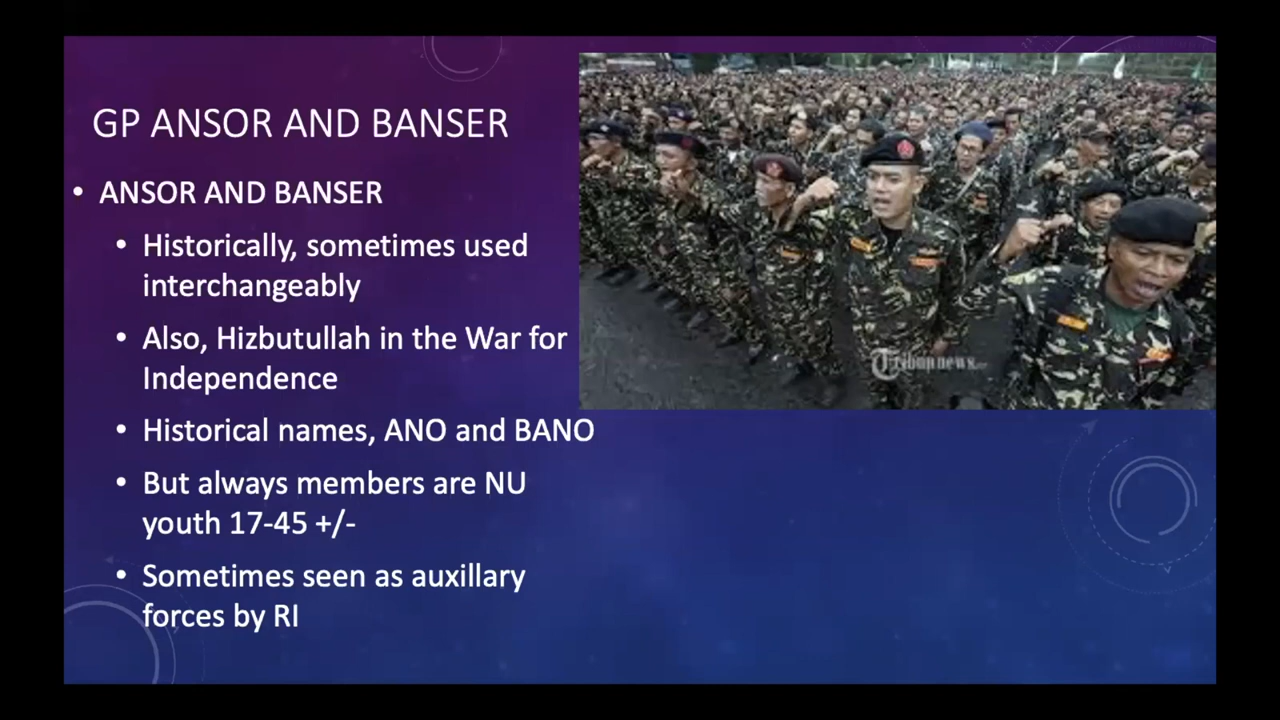 GP ANSOR AND BANSER
• ANSOR AND BANSER
• Historically, sometimes used
interchangeably
• Also, Hizbutullah in the War for
Independence
• Historical names, ANO and BANO
• But always members are NU
youth 17-45 +/-
• Sometimes seen as auxillary
forces by RI
Tribunnews